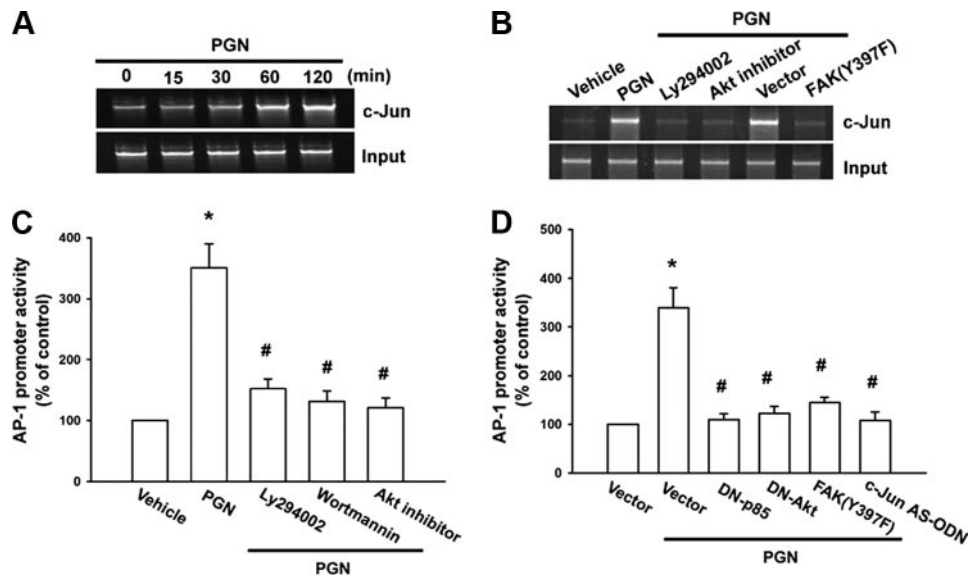 A
PGN
0 15 30 60 120 (min)
c-Jun
Input
B
PGN
Vehicle PGN Ly294002 Akt inhibitor Vector FAK(Y397F)
c-Jun
Input
C
*
#
#
#
400
300
150
100
50
0
AP-1 promoter activity
(% of control)
Vehicle PGN Ly294002 Wortmannin Akt inhibitor
PGN
D
*
#
#
#
#
500
400
300
200
100
0
AP-1 promoter activity
(% of control)
Vector Vector DN-p85 DN-Akt FAK(Y397F) c-Jun AS-ODN
PGN